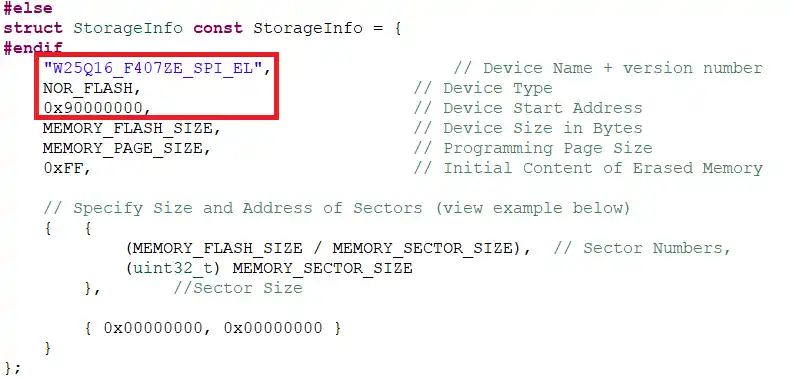 #else
struct StorageInfo const StorageInfo = {
#endif
"W25Q16_F407ZE_SPI_EL", // Device Name + version number
NOR_FLASH, // Device Type
0x90000000, // Device Start Address
MEMORY_FLASH_SIZE, // Device Size in Bytes
MEMORY_PAGE_SIZE, // Programming Page Size
0xFF, // Initial Content of Erased Memory
// Specify Size and Address of Sectors (view example below)
{ {
(MEMORY_FLASH_SIZE / MEMORY_SECTOR_SIZE), // Sector Numbers,
(uint32_t) MEMORY_SECTOR_SIZE
}, //Sector Size
{ 0x00000000, 0x00000000 }
}
};